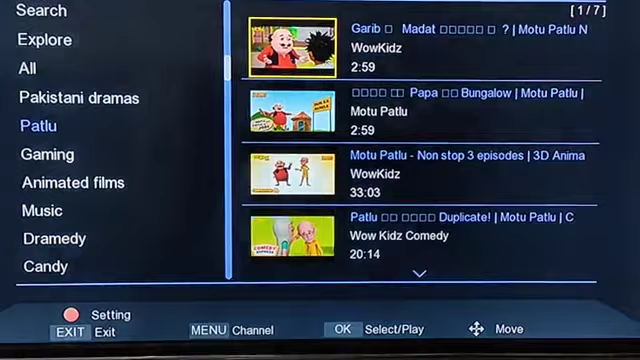 Search
[1/7]
Explore
All
Pakistani dramas
Patlu
Gaming
Animated films
Music
Dramedy
Candy
Garib □ Madat □□□□□ □ ? | Motu Patlu N
WowKidz
2:59
□□□□ □□ Papa □□ Bungalow | Motu Patlu |
Motu Patlu
2:59
Motu Patlu - Non stop 3 episodes | 3D Anima
WowKidz
33:03
Patlu □□ □□□□ Duplicate! | Motu Patlu | C
Wow Kidz Comedy
20:14
Setting
EXIT Exit
MENU Channel
OK Select/Play
Move